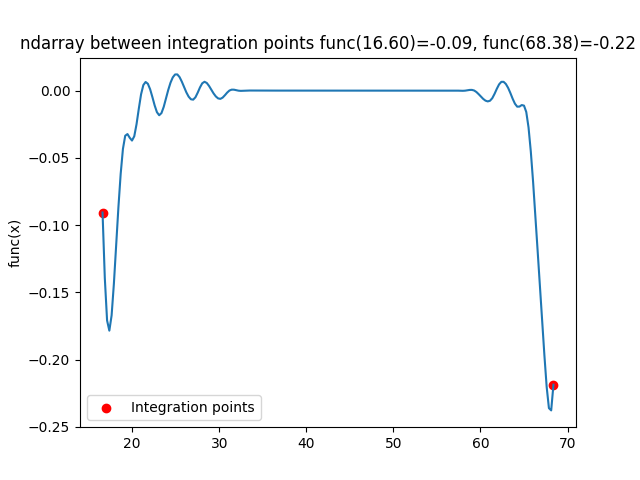 ndarray between integration points func(16.60)=-0.09, func(68.38)=-0.22
func(x)
0.00
−0.05
−0.10
−0.15
−0.20
−0.25
Integration points
20 30 40 50 60 70